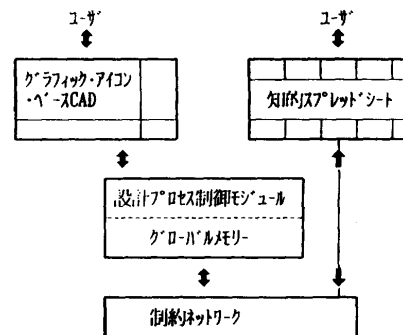 ユーザ
ユーザ
グラフィック・アイコン
・ベースCAD
知的スプレッドシート
設計プロセス制御モジュール
グローバルメモリー
制約ネットワーク